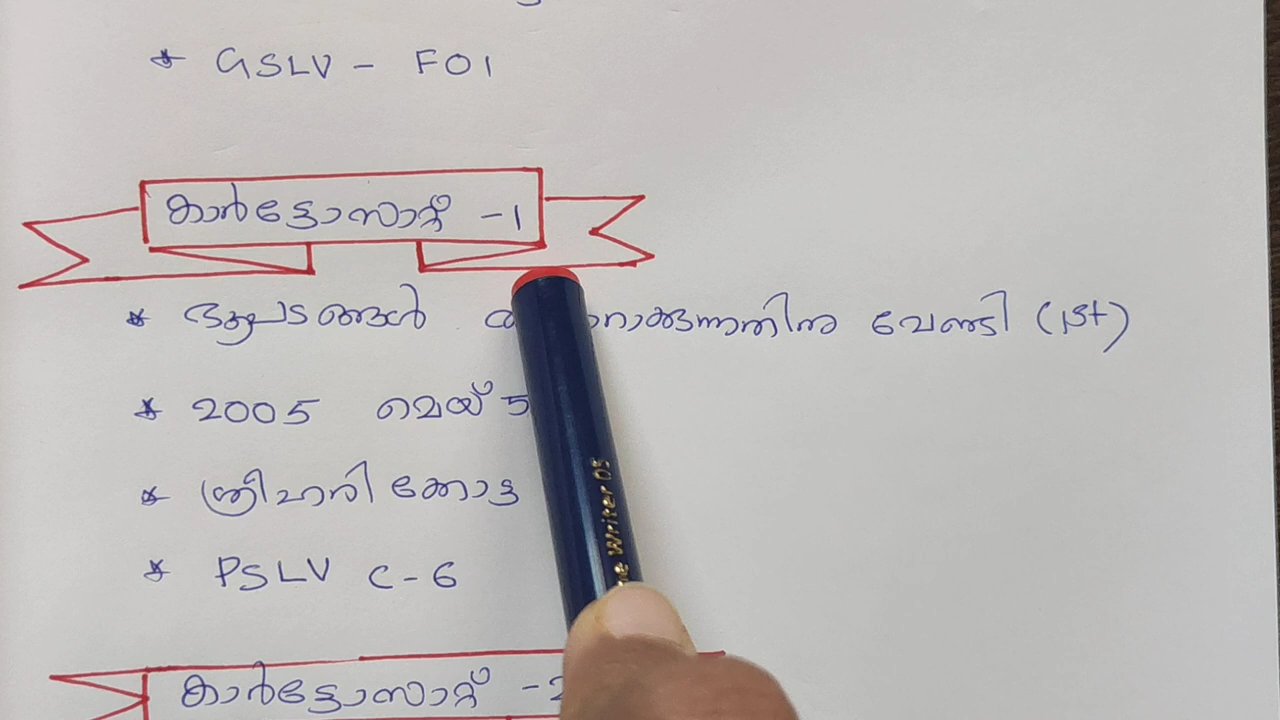 * GSLV - F01
കാർട്ടോസാറ്റ് -1
* ഭൂപടങ്ങൾ വേണ്ടി (1st)
* 2005 മെയ് 5
* ശ്രീഹരികോട്ട
* PSLV C-6
കാർട്ടോസാറ്റ് -2
Writer 05